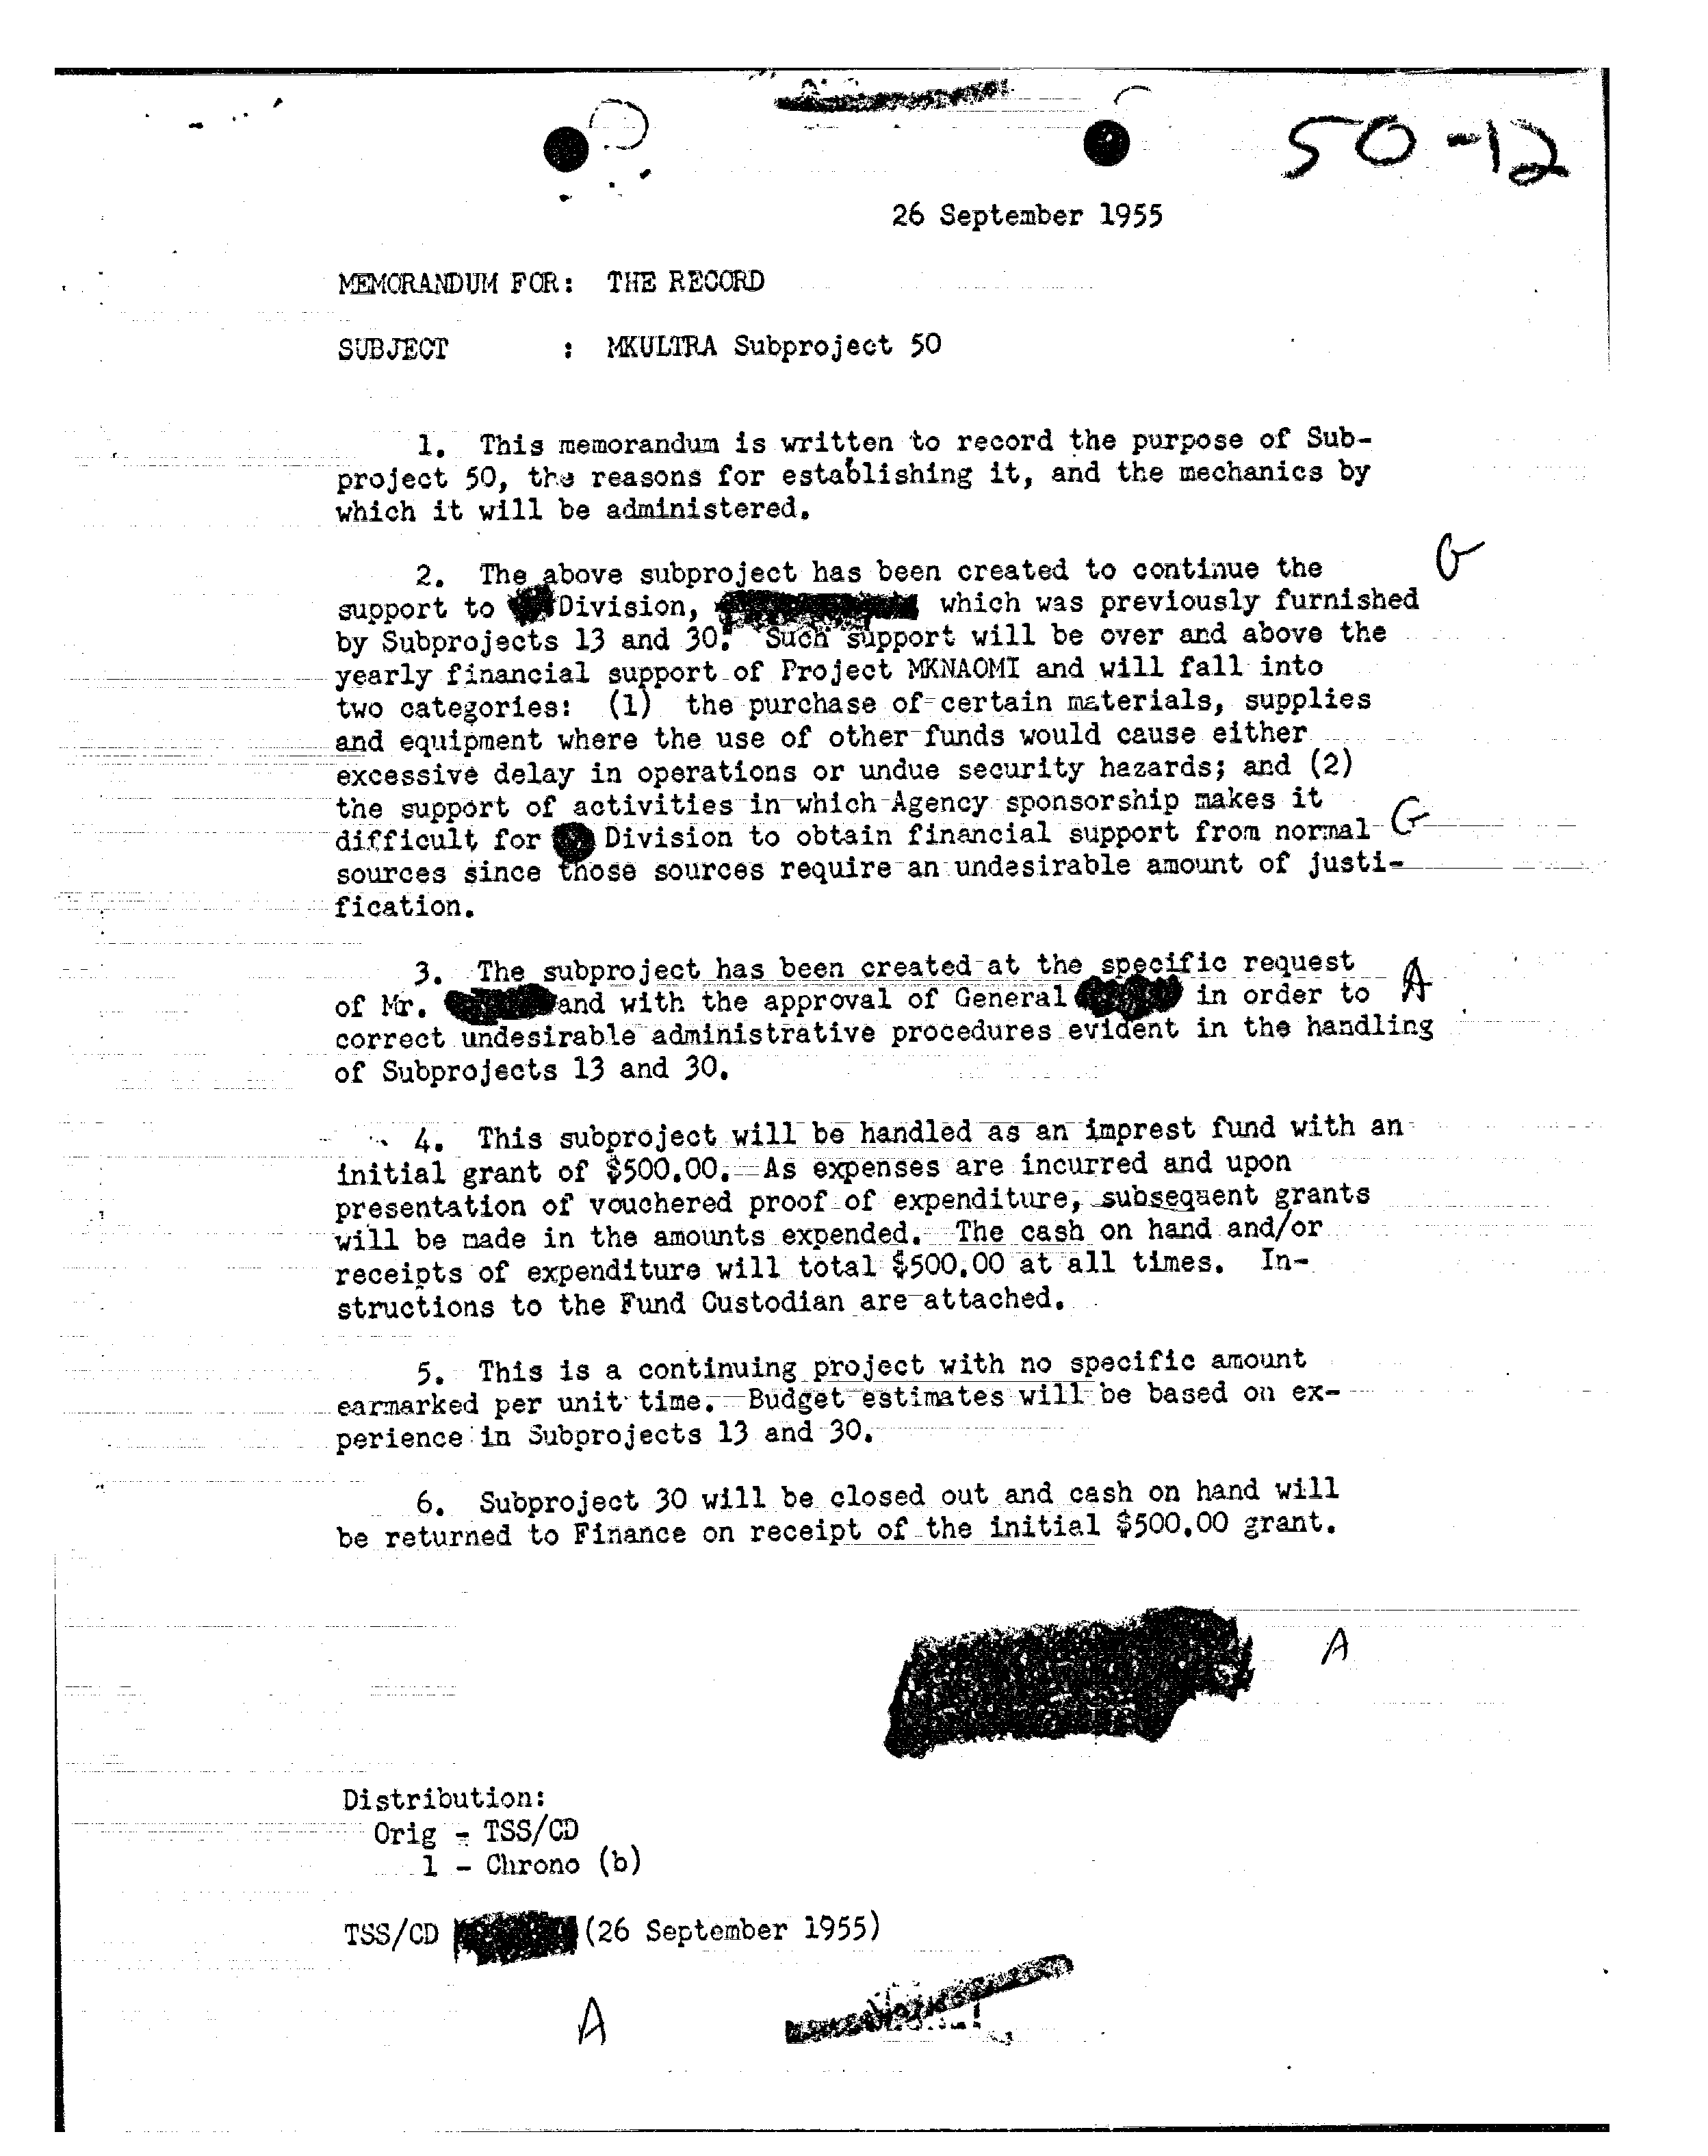 50-12
26 September 1955
MEMORANDUM FOR: THE RECORD
SUBJECT : MKULTRA Subproject 50
1. This memorandum is written to record the purpose of Sub-
project 50, the reasons for establishing it, and the mechanics by
which it will be administered.
2. The above subproject has been created to continue the
G
support to Division, which was previously furnished
by Subprojects 13 and 30. Such support will be over and above the
yearly financial support of Project MKNAOMI and will fall into
two categories: (1) the purchase of certain materials, supplies
and equipment where the use of other funds would cause either
excessive delay in operations or undue security hazards; and (2)
the support of activities in which Agency sponsorship makes it
difficult for Division to obtain financial support from normal G
sources since those sources require an undesirable amount of justi-
fication.
3. The subproject has been created at the specific request
of Mr. and with the approval of General in order to A
correct undesirable administrative procedures evident in the handling
of Subprojects 13 and 30.
4. This subproject will be handled as an imprest fund with an
initial grant of $500.00. As expenses are incurred and upon
presentation of vouchered proof of expenditure, subsequent grants
will be made in the amounts expended. The cash on hand and/or
receipts of expenditure will total $500.00 at all times. In-
structions to the Fund Custodian are attached.
5. This is a continuing project with no specific amount
earmarked per unit time. Budget estimates will be based on ex-
perience in Subprojects 13 and 30.
6. Subproject 30 will be closed out and cash on hand will
be returned to Finance on receipt of the initial $500.00 grant.
A
Distribution:
Orig - TSS/CD
1 - Chrono (b)
TSS/CD (26 September 1955)
A